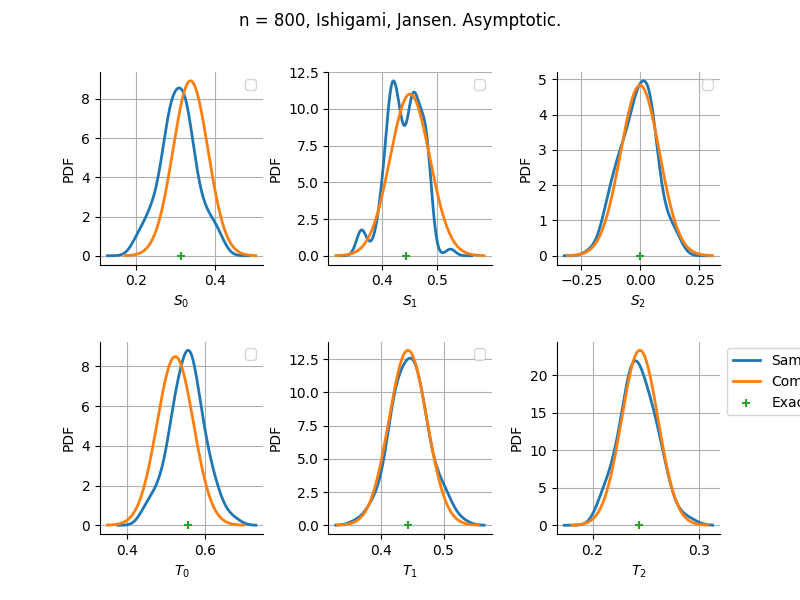 n = 800, Ishigami, Jansen. Asymptotic.
PDF
8
6
4
2
0
0.2 0.4
S₀
PDF
12.5
10.0
7.5
5.0
2.5
0.0
0.4 0.5
S₁
PDF
5
4
3
2
1
0
−0.25 0.00 0.25
S₂
PDF
8
6
4
2
0
0.4 0.6
T₀
PDF
12.5
10.0
7.5
5.0
2.5
0.0
0.4 0.5
T₁
PDF
20
15
10
5
0
0.2 0.3
T₂
Sam
Com
Exac